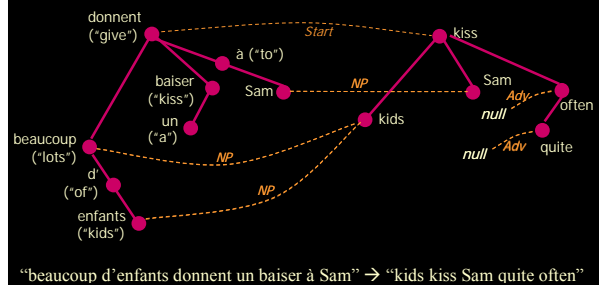 donnent
("give")
Start
kiss
à ("to")
baiser
("kiss")
Sam
NP
Sam
Adv
often
null
un
("a")
kids
beaucoup
("lots")
null
Adv
quite
NP
d'
("of")
NP
enfants
("kids")
"beaucoup d'enfants donnent un baiser à Sam" → "kids kiss Sam quite often"